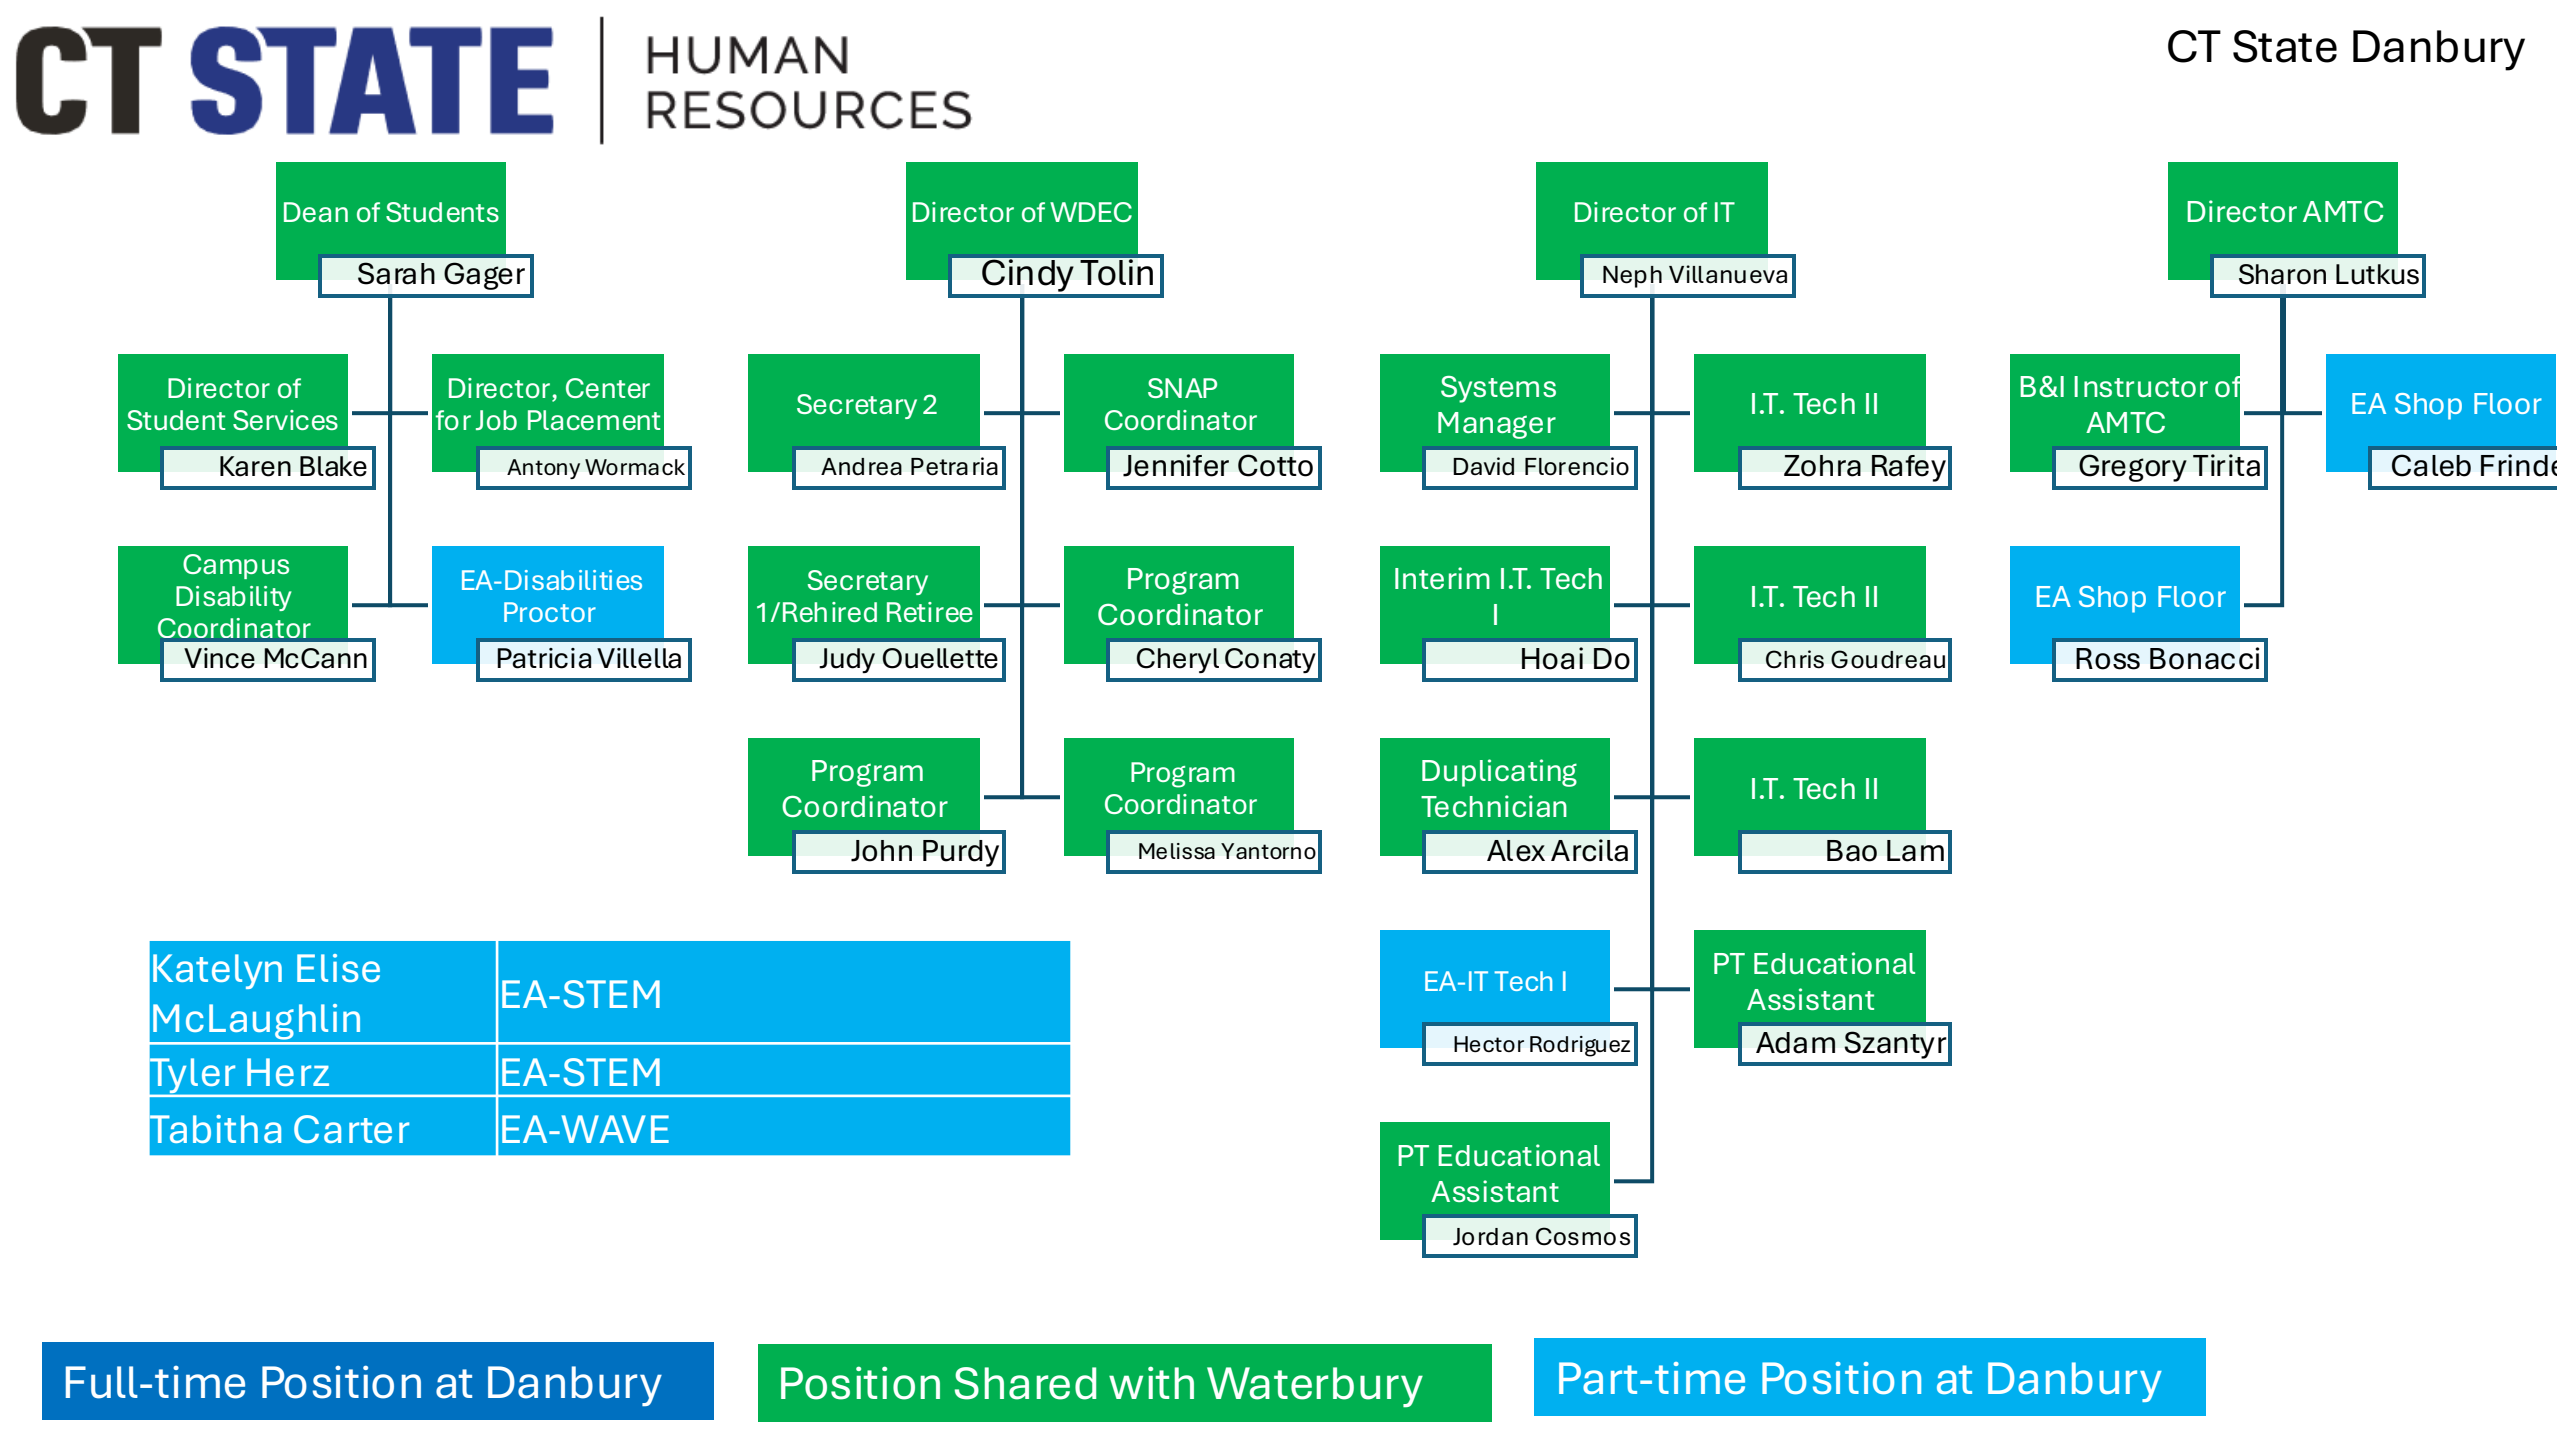 CT STATE
HUMAN
RESOURCES
CT State Danbury
Dean of Students
Sarah Gager
Director of
Student Services
Karen Blake
Director, Center
for Job Placement
Antony Wormack
Campus
Disability
Coordinator
Vince McCann
EA-Disabilities
Proctor
Patricia Villella
Director of WDEC
Cindy Tolin
Secretary 2
Andrea Petraria
SNAP
Coordinator
Jennifer Cotto
Secretary
1/Rehired Retiree
Judy Ouellette
Program
Coordinator
Cheryl Conaty
Program
Coordinator
John Purdy
Program
Coordinator
Melissa Yantorno
Director of IT
Neph Villanueva
Systems
Manager
David Florencio
I.T. Tech II
Zohra Rafey
Interim I.T. Tech
I
Hoai Do
I.T. Tech II
Chris Goudreau
Duplicating
Technician
Alex Arcila
I.T. Tech II
Bao Lam
EA-IT Tech I
Hector Rodriguez
PT Educational
Assistant
Adam Szantyr
PT Educational
Assistant
Jordan Cosmos
Director AMTC
Sharon Lutkus
B&I Instructor of
AMTC
Gregory Tirita
EA Shop Floor
Caleb
EA Shop Floor
Ross Bonacci
Katelyn Elise
McLaughlin
EA-STEM
Tyler Herz
EA-STEM
Tabitha Carter
EA-WAVE
Full-time Position at Danbury
Position Shared with Waterbury
Part-time Position at Danbury